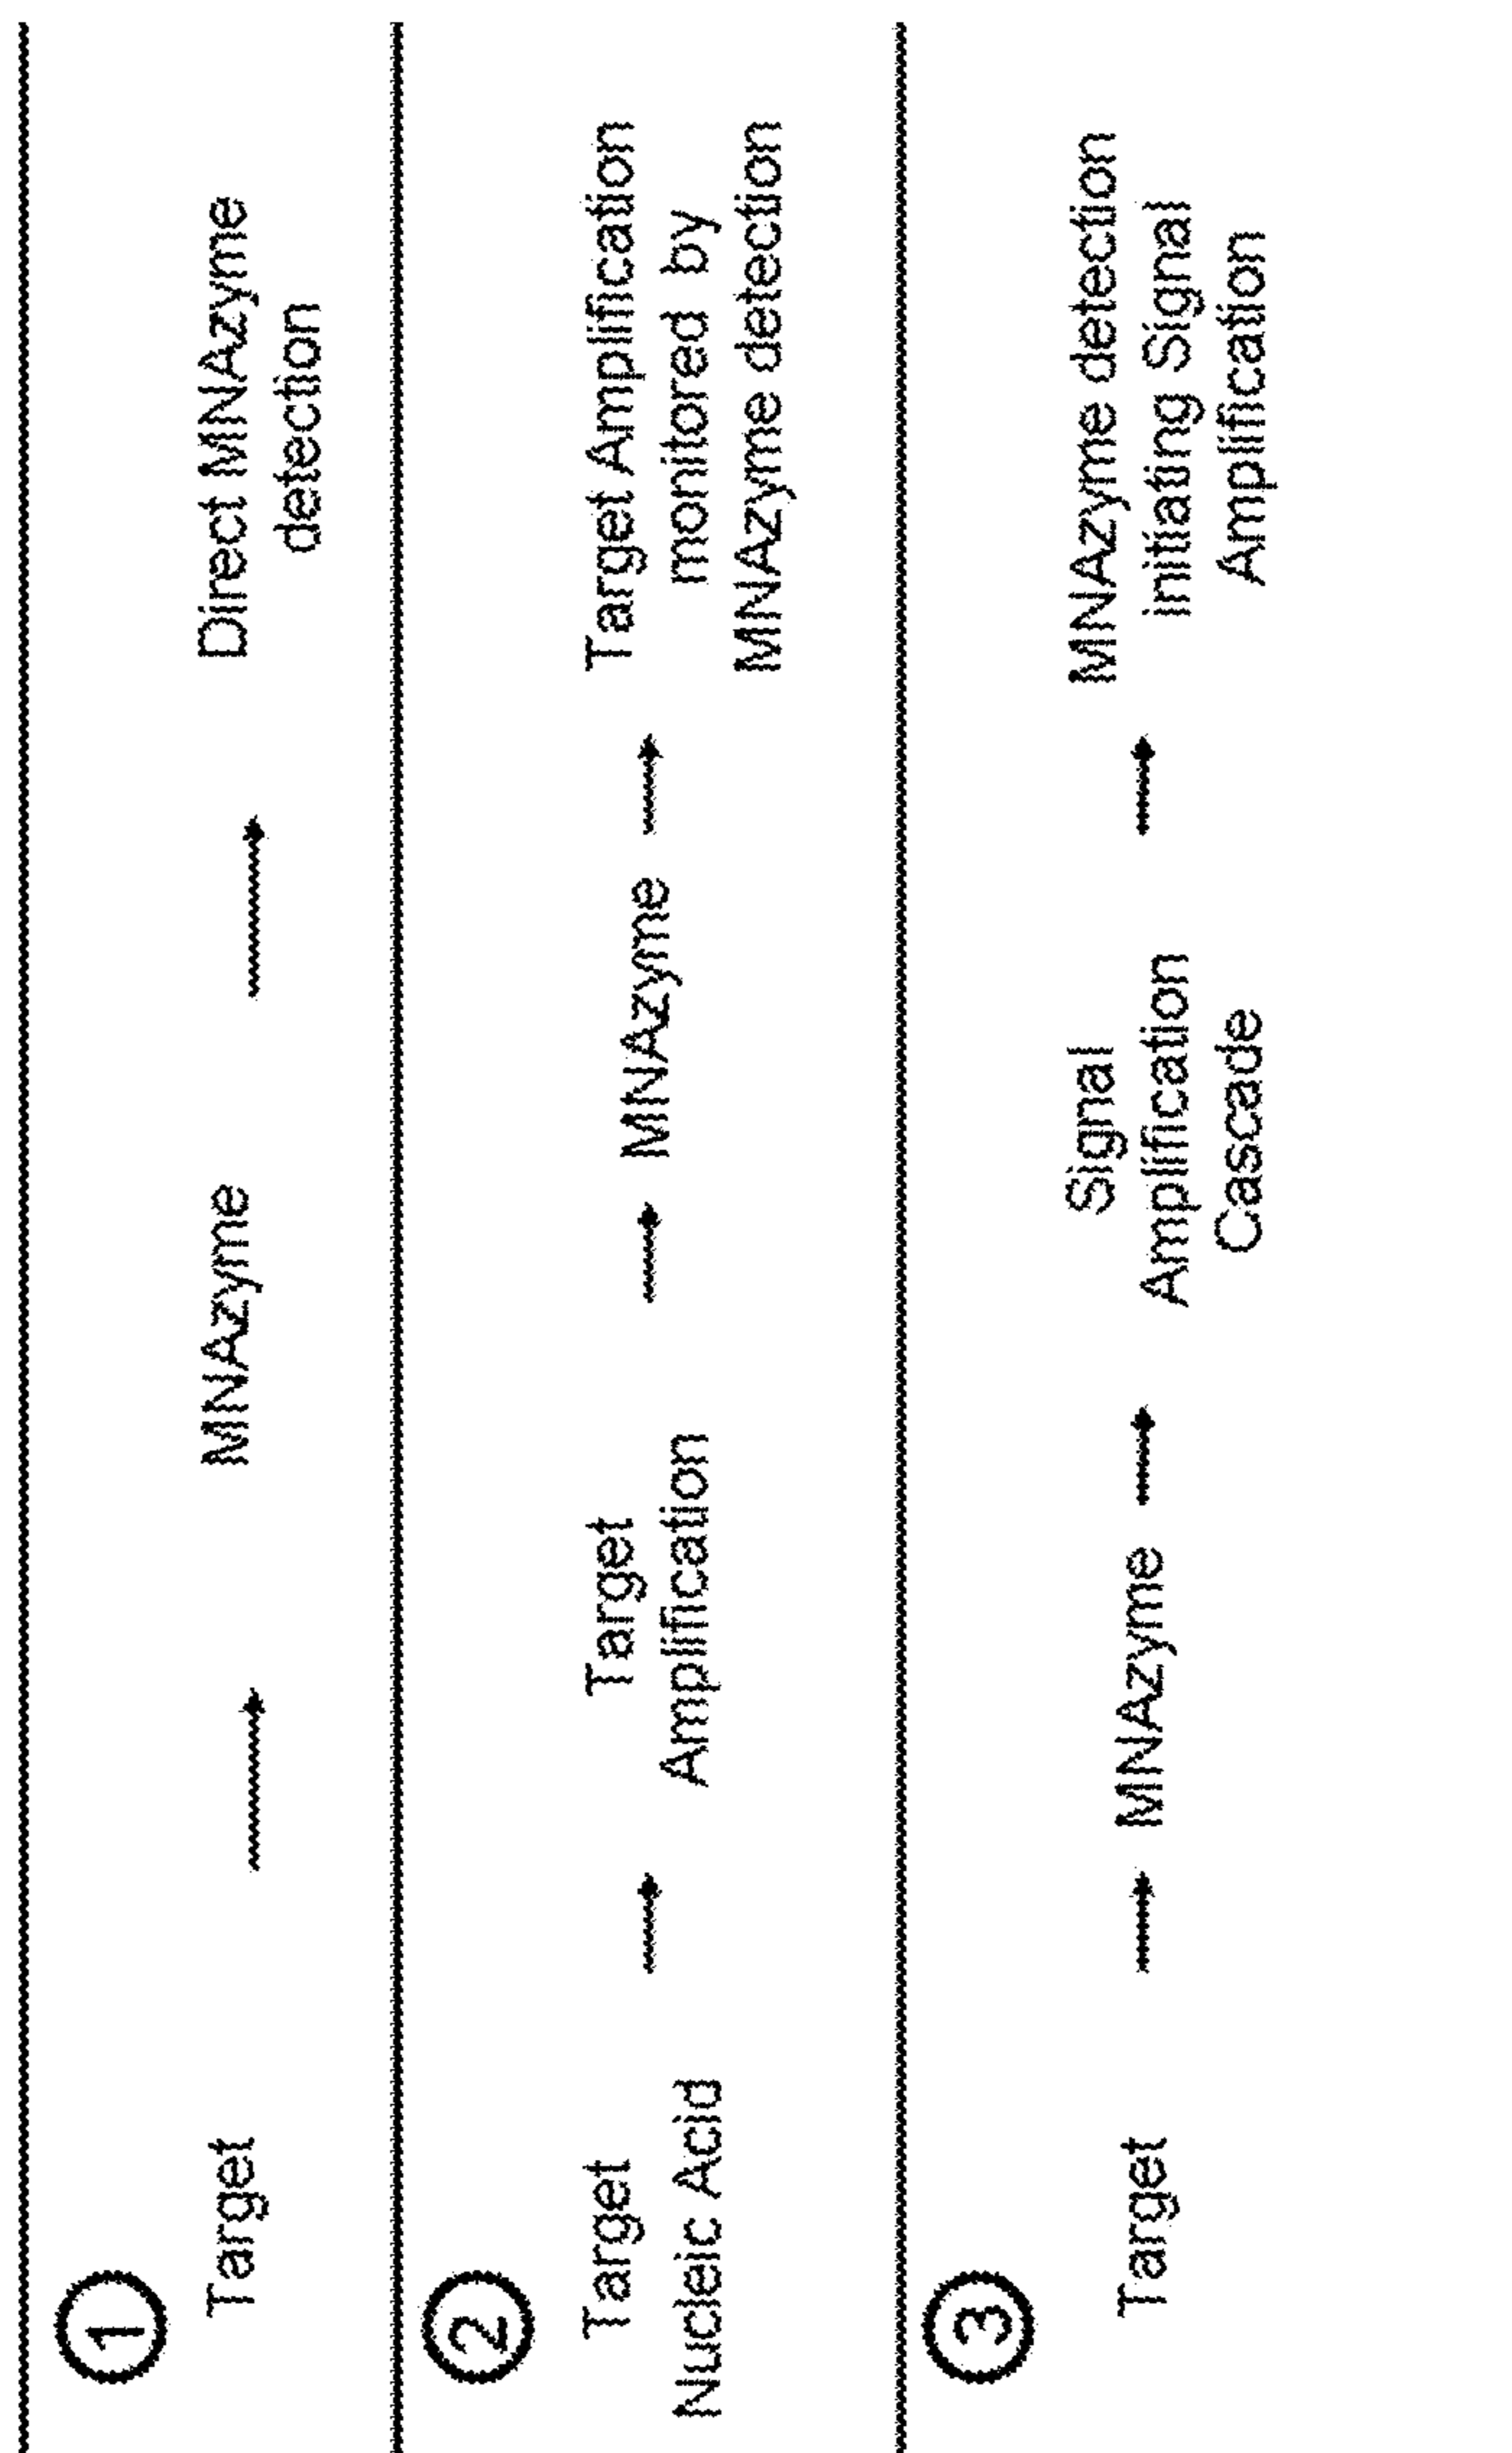 1
Target
MNAzyme
Direct MNAzyme
detection
2
Target
Nucleic Acid
Target
Amplification
MNAzyme
Target Amplification
monitored by
MNAzyme detection
3
Target
MNAzyme
Signal
Amplification
Cascade
MNAzyme detection
initiating Signal
Amplification